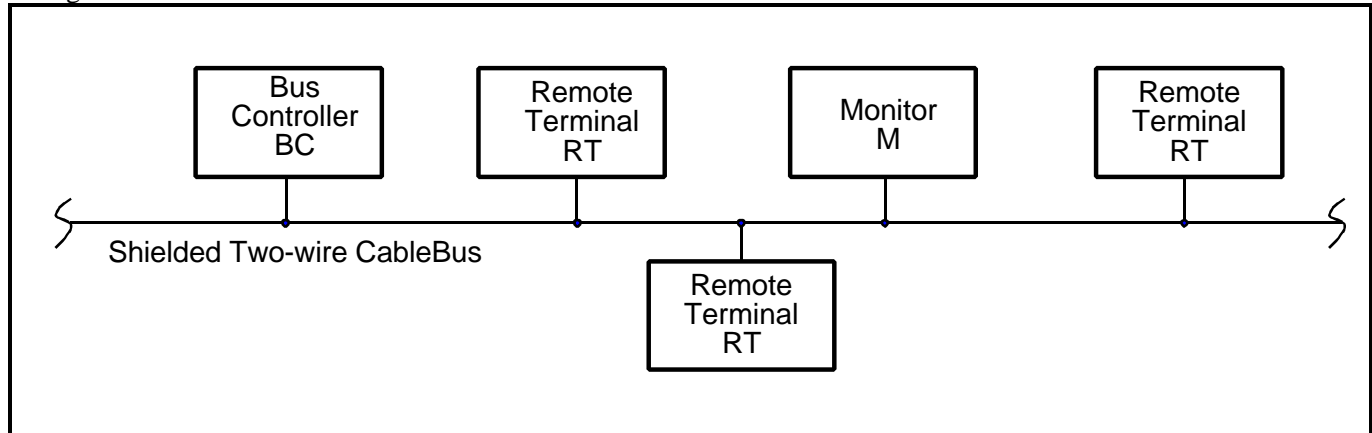 Bus
Controller
BC
Remote
Terminal
RT
Monitor
M
Remote
Terminal
RT
Shielded Two-wire CableBus
Remote
Terminal
RT